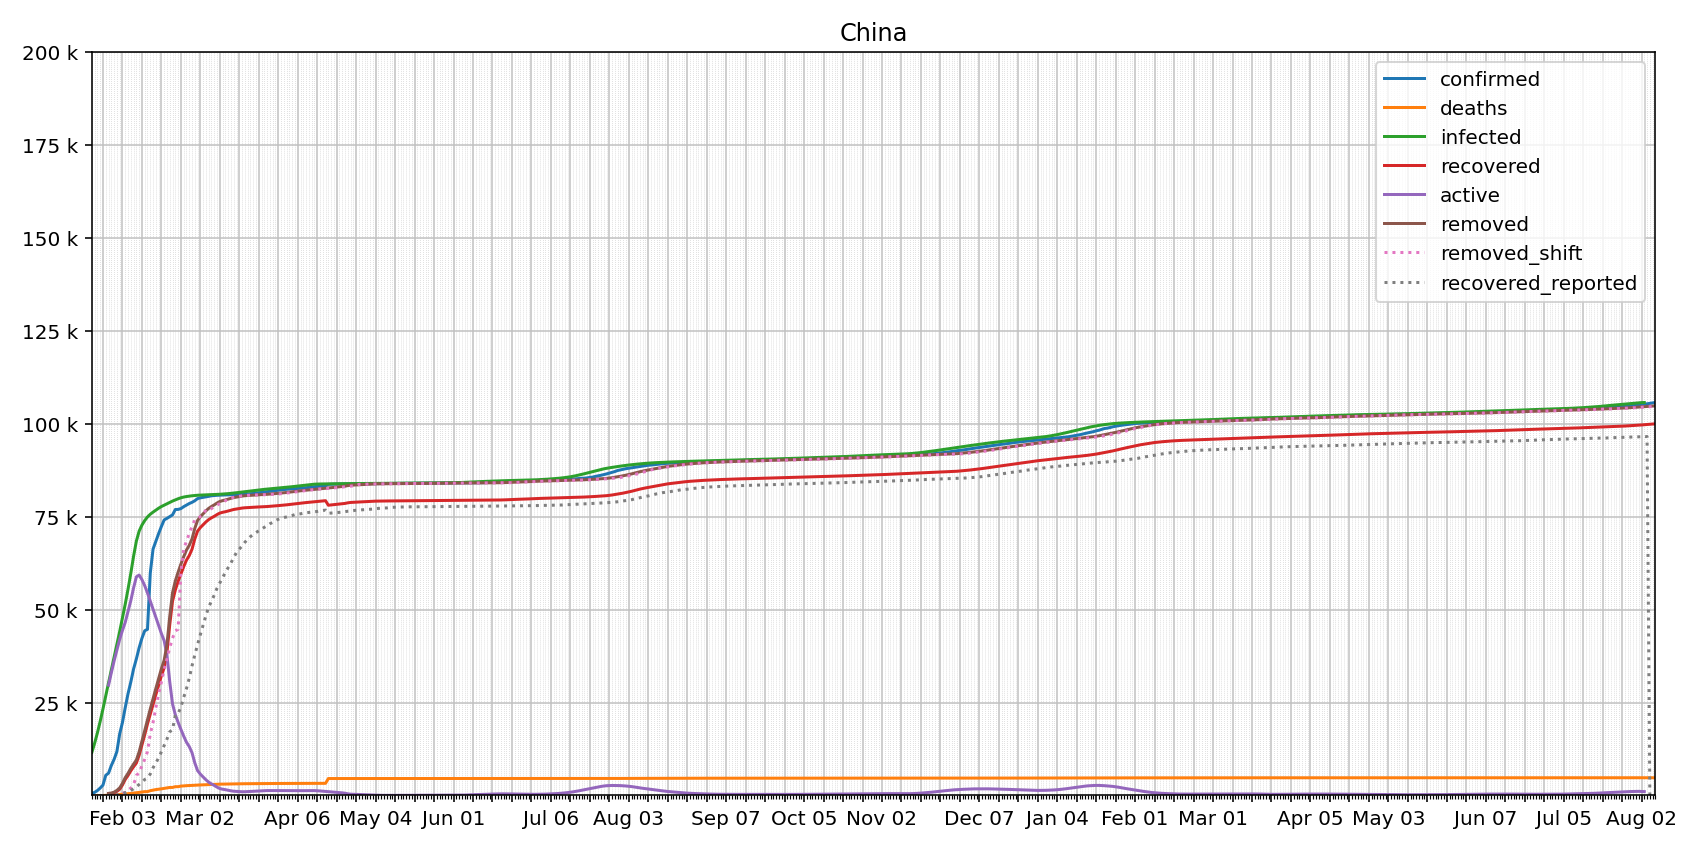 China
200 k
175 k
150 k
125 k
100 k
75 k
50 k
25 k
confirmed
deaths
infected
recovered
active
removed
removed_shift
recovered_reported
Feb 03 Mar 02 Apr 06 May 04 Jun 01 Jul 06 Aug 03 Sep 07 Oct 05 Nov 02 Dec 07 Jan 04 Feb 01 Mar 01 Apr 05 May 03 Jun 07 Jul 05 Aug 02